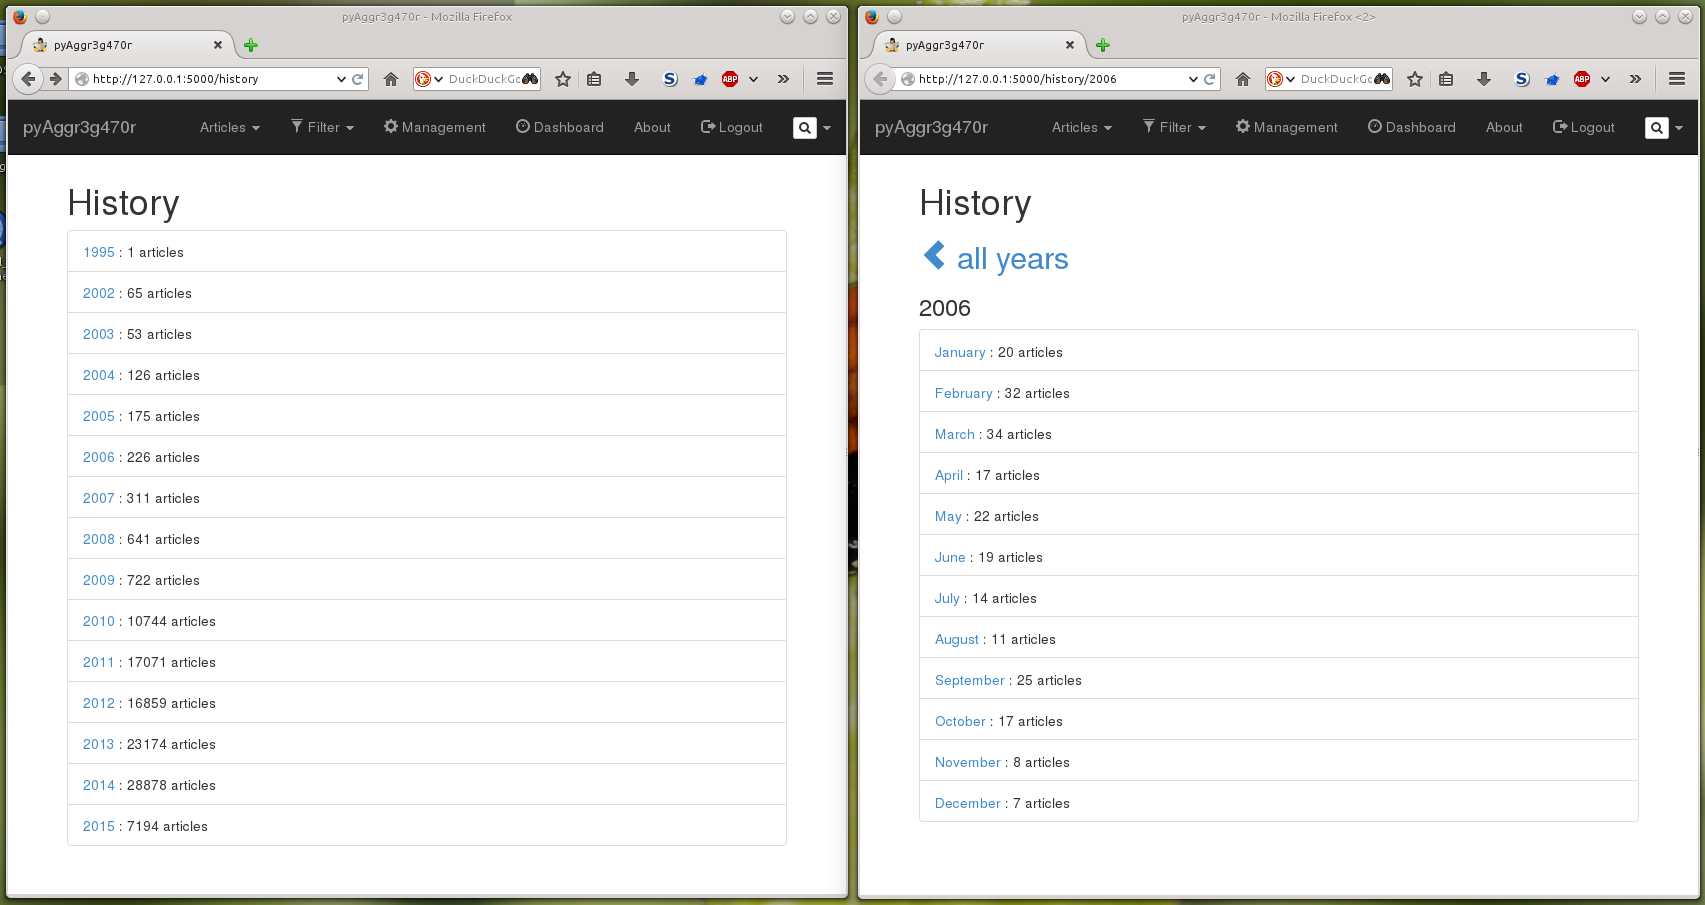 pyAggr3g470r - Mozilla Firefox
pyAggr3g470r
http://127.0.0.1:5000/history
DuckDuckGo
ABP
pyAggr3g470r Articles Filter Management Dashboard About Logout
History
1995 : 1 articles
2002 : 65 articles
2003 : 53 articles
2004 : 126 articles
2005 : 175 articles
2006 : 226 articles
2007 : 311 articles
2008 : 641 articles
2009 : 722 articles
2010 : 10744 articles
2011 : 17071 articles
2012 : 16859 articles
2013 : 23174 articles
2014 : 28878 articles
2015 : 7194 articles
pyAggr3g470r - Mozilla Firefox <2>
pyAggr3g470r
http://127.0.0.1:5000/history/2006
DuckDuckGo
ABP
pyAggr3g470r Articles Filter Management Dashboard About Logout
History
all years
2006
January : 20 articles
February : 32 articles
March : 34 articles
April : 17 articles
May : 22 articles
June : 19 articles
July : 14 articles
August : 11 articles
September : 25 articles
October : 17 articles
November : 8 articles
December : 7 articles